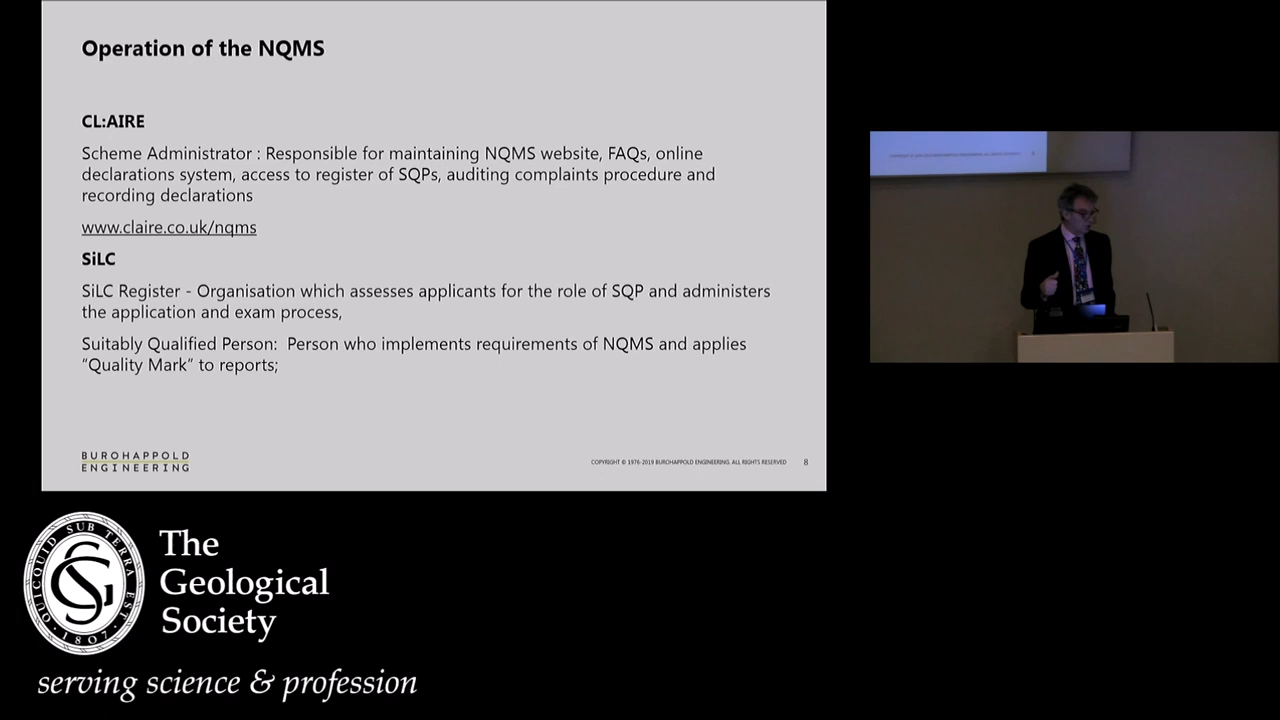 Operation of the NQMS
CL:AIRE
Scheme Administrator : Responsible for maintaining NQMS website, FAQs, online
declarations system, access to register of SQPs, auditing complaints procedure and
recording declarations
www.claire.co.uk/nqms
SiLC
SiLC Register - Organisation which assesses applicants for the role of SQP and administers
the application and exam process,
Suitably Qualified Person:  Person who implements requirements of NQMS and applies
“Quality Mark” to reports;
BUROHAPPOLD
ENGINEERING
COPYRIGHT © 1976-2019 BUROHAPPOLD ENGINEERING. ALL RIGHTS RESERVED
8
QUICQUID SUB TERRA EST
· 1807 ·
The
Geological
Society
serving science & profession